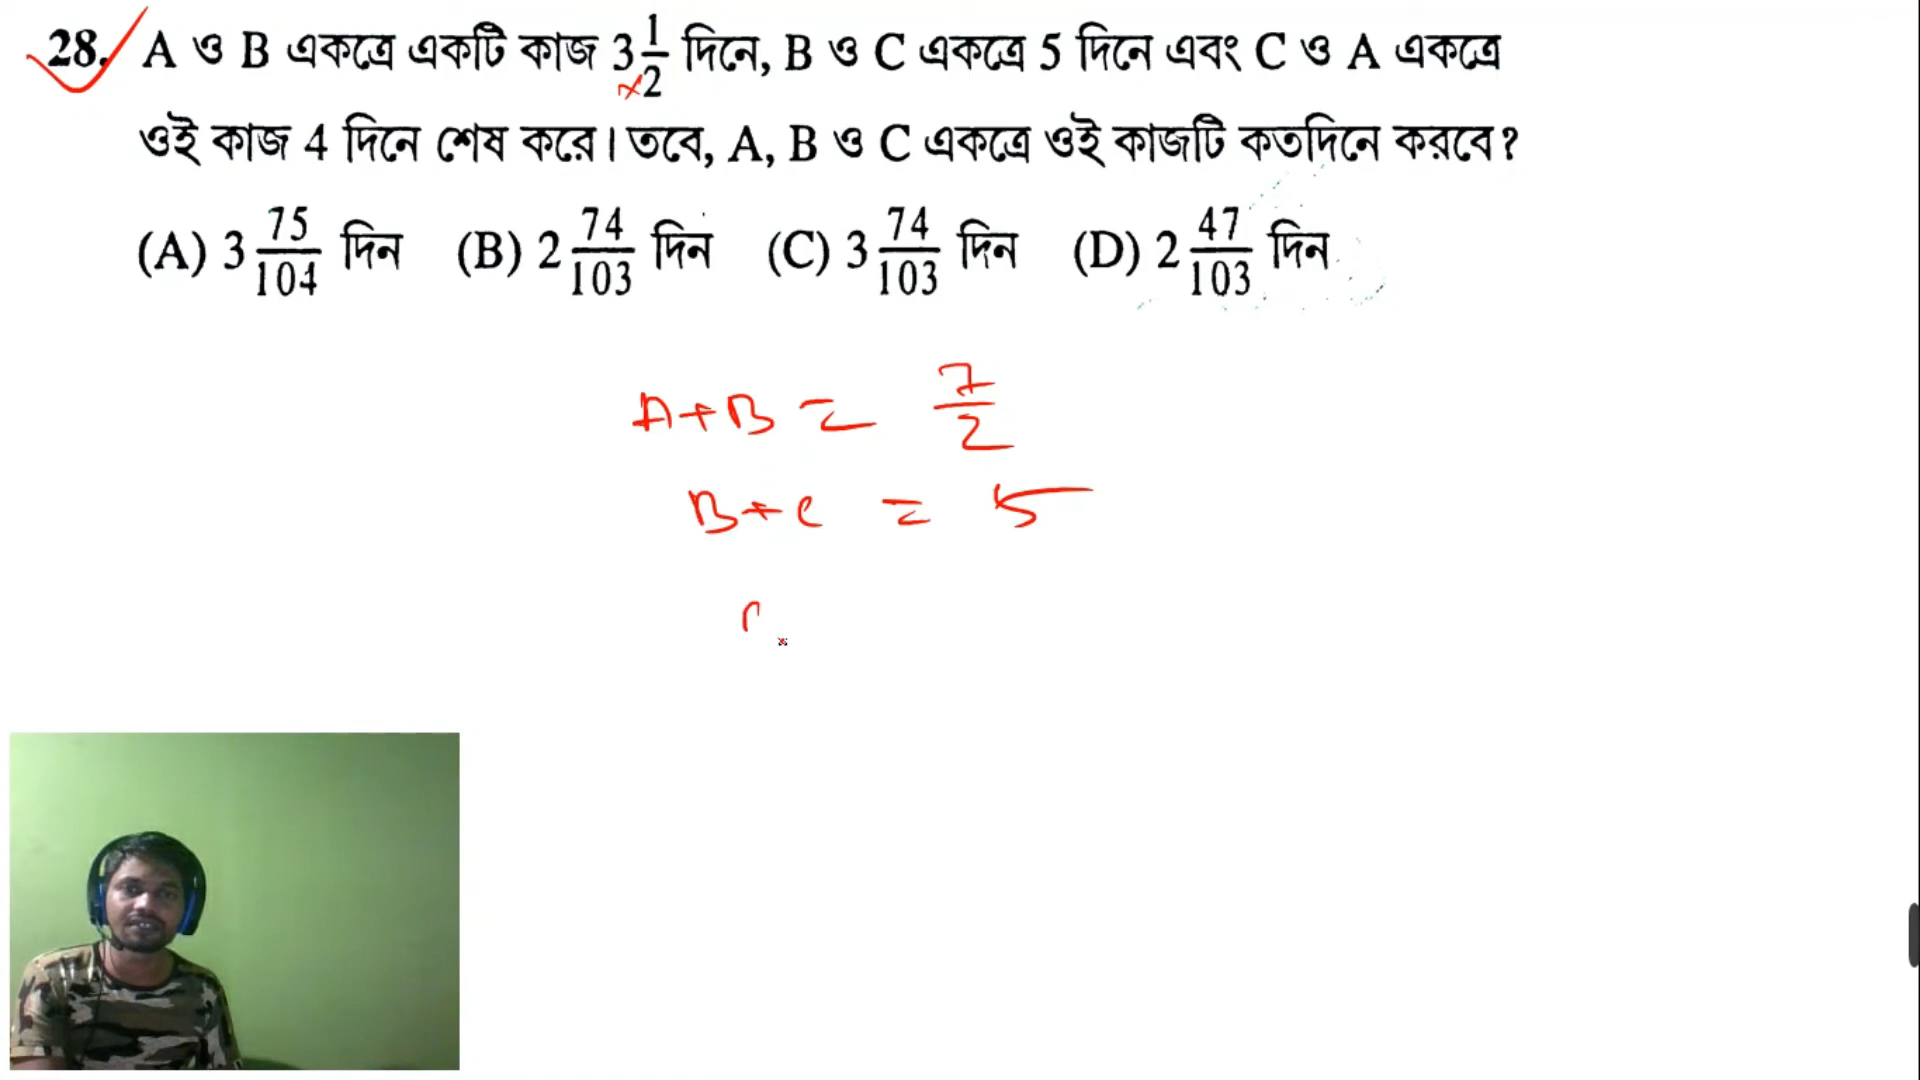 28. A ও B একত্রে একটি কাজ 3 1/2 দিনে, B ও C একত্রে 5 দিনে এবং C ও A একত্রে
ওই কাজ 4 দিনে শেষ করে। তবে, A, B ও C একত্রে ওই কাজটি কতদিনে করবে?
(A) 3 75/104 দিন (B) 2 74/103 দিন (C) 3 74/103 দিন (D) 2 47/103 দিন
A+B = 7/2
B+C = 5